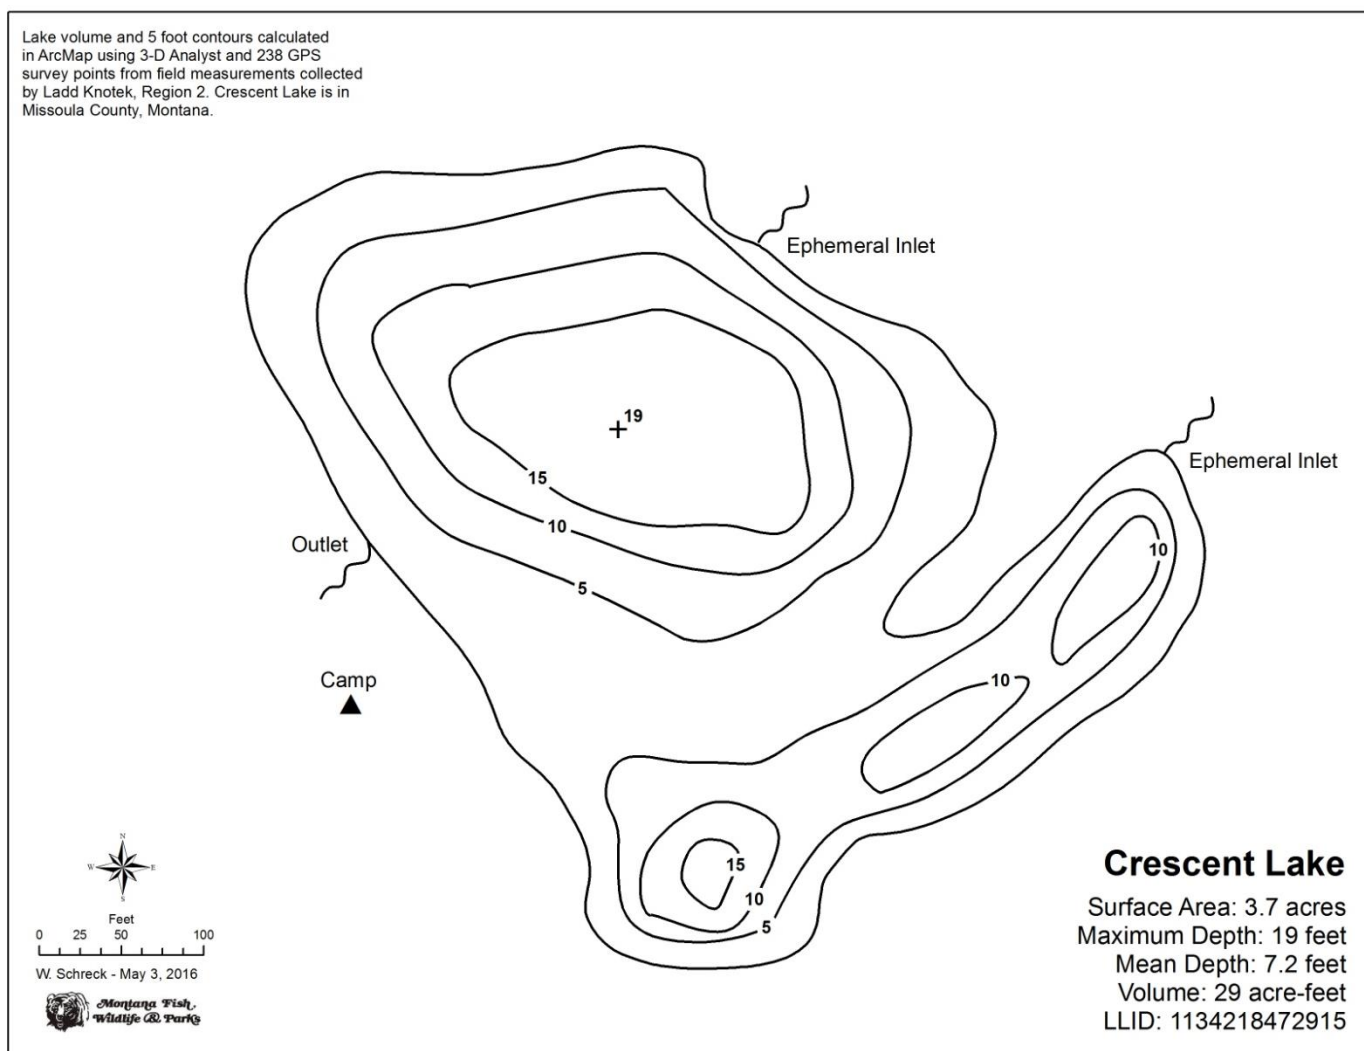 Lake volume and 5 foot contours calculated
in ArcMap using 3-D Analyst and 238 GPS
survey points from field measurements collected
by Ladd Knotek, Region 2. Crescent Lake is in
Missoula County, Montana.
Ephemeral Inlet
19
Ephemeral Inlet
15
10
Outlet
10
5
Camp
10
15
10
5
N
W E
S
Feet
0 25 50 100
W. Schreck - May 3, 2016
Montana Fish,
Wildlife & Parks
Crescent Lake
Surface Area: 3.7 acres
Maximum Depth: 19 feet
Mean Depth: 7.2 feet
Volume: 29 acre-feet
LLID: 1134218472915